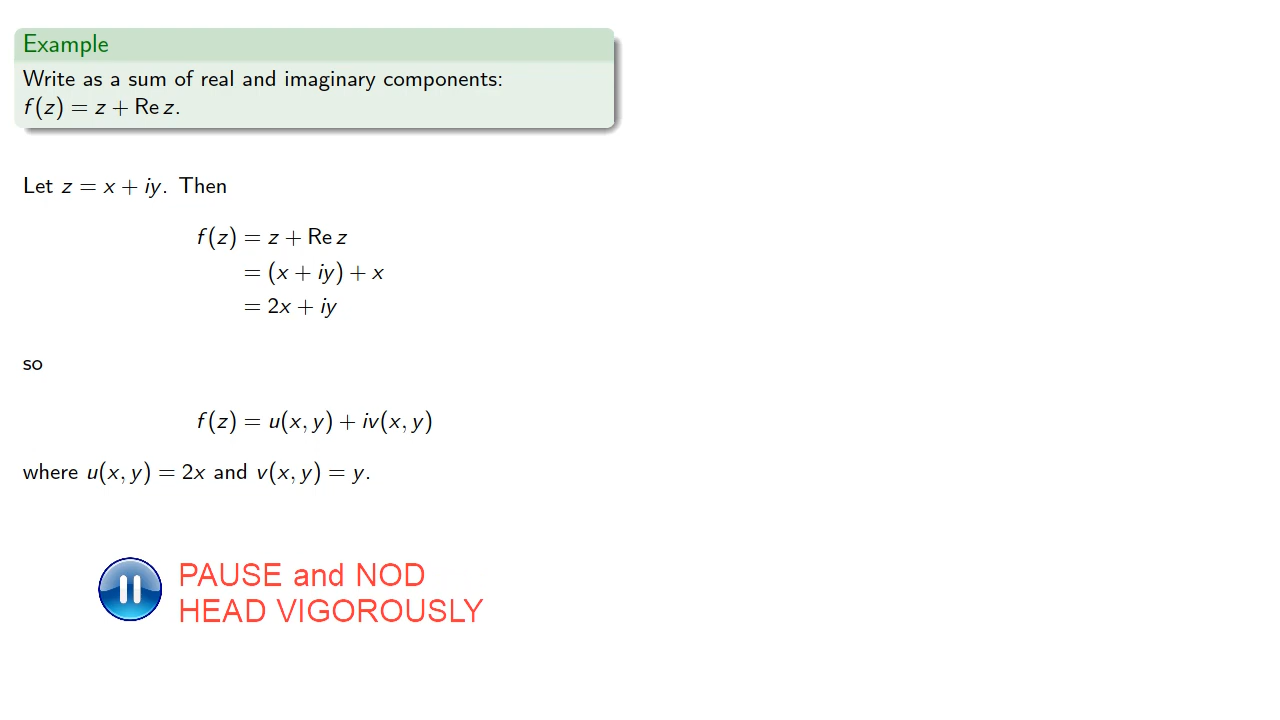 Example
Write as a sum of real and imaginary components:
f(z) = z + Re z.
Let z = x + iy. Then
f(z) = z + Re z
= (x + iy) + x
= 2x + iy
so
f(z) = u(x, y) + iv(x, y)
where u(x, y) = 2x and v(x, y) = y.
PAUSE and NOD
HEAD VIGOROUSLY